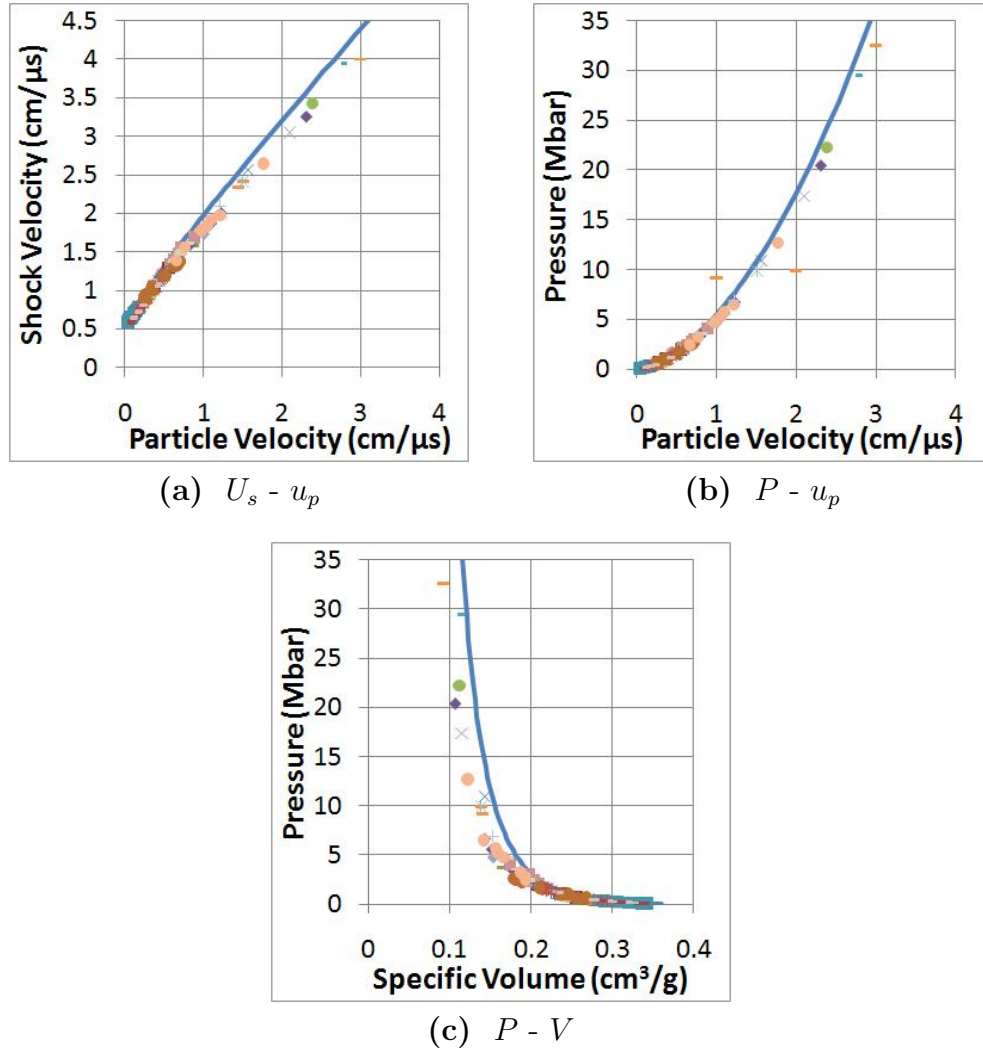 4.5
4
3.5
3
2.5
2
1.5
1
0.5
0
Shock Velocity (cm/μs)
0 1 2 3 4
Particle Velocity (cm/μs)
(a) U_s - u_p
35
30
25
20
15
10
5
0
Pressure (Mbar)
0 1 2 3 4
Particle Velocity (cm/μs)
(b) P - u_p
35
30
25
20
15
10
5
0
Pressure (Mbar)
0 0.1 0.2 0.3 0.4
Specific Volume (cm³/g)
(c) P - V